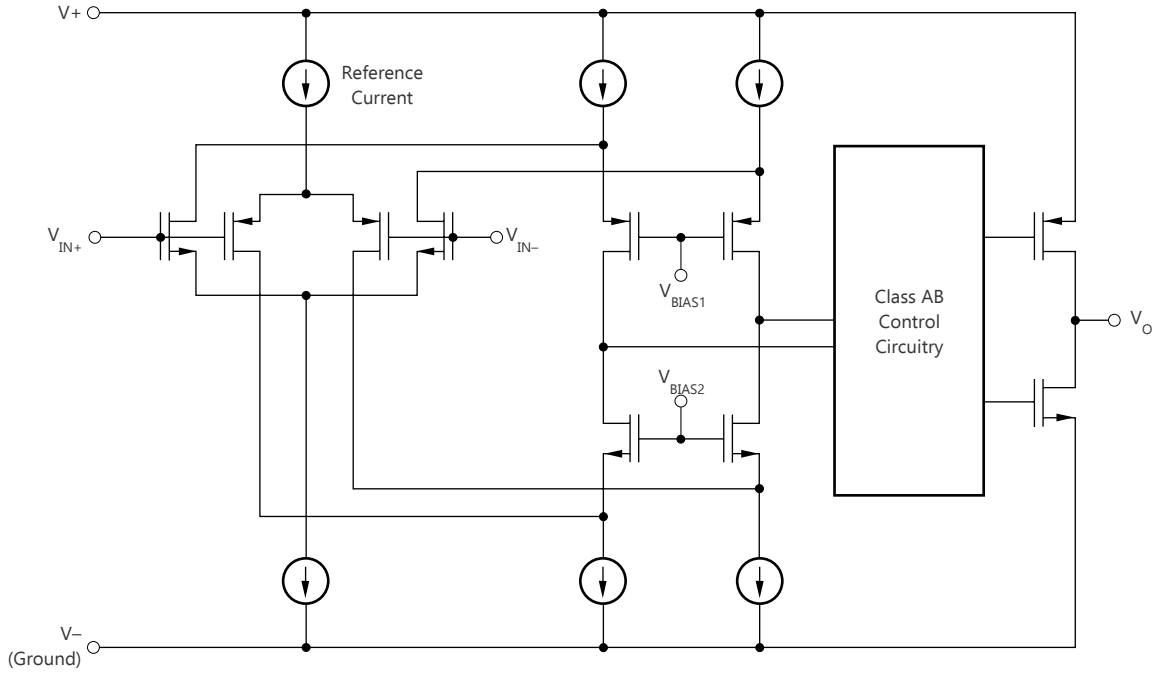 V+
Reference
Current
VIN+
VIN–
VBIAS1
VBIAS2
Class AB
Control
Circuitry
VO
V–
(Ground)